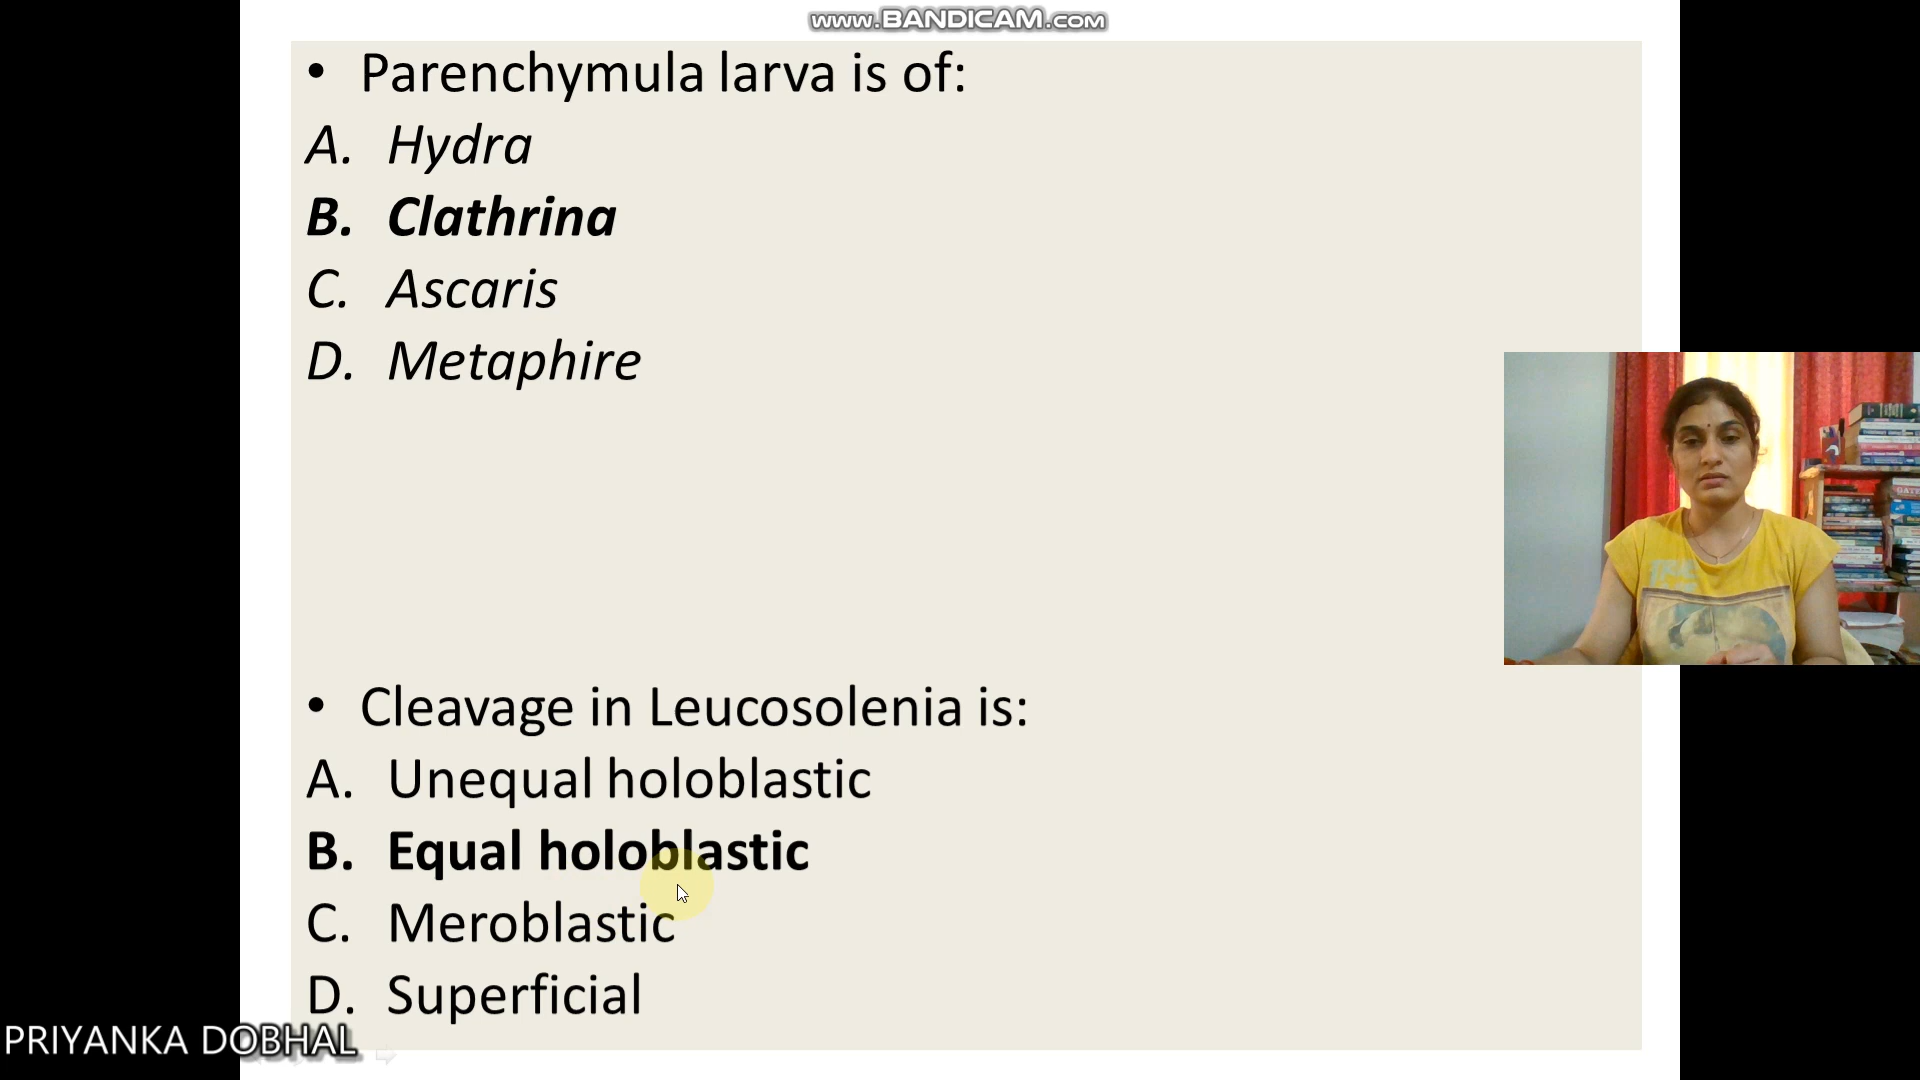 www.BANDICAM.com
• Parenchymula larva is of:
A. Hydra
B. Clathrina
C. Ascaris
D. Metaphire
• Cleavage in Leucosolenia is:
A. Unequal holoblastic
B. Equal holoblastic
C. Meroblastic
D. Superficial
PRIYANKA DOBHAL